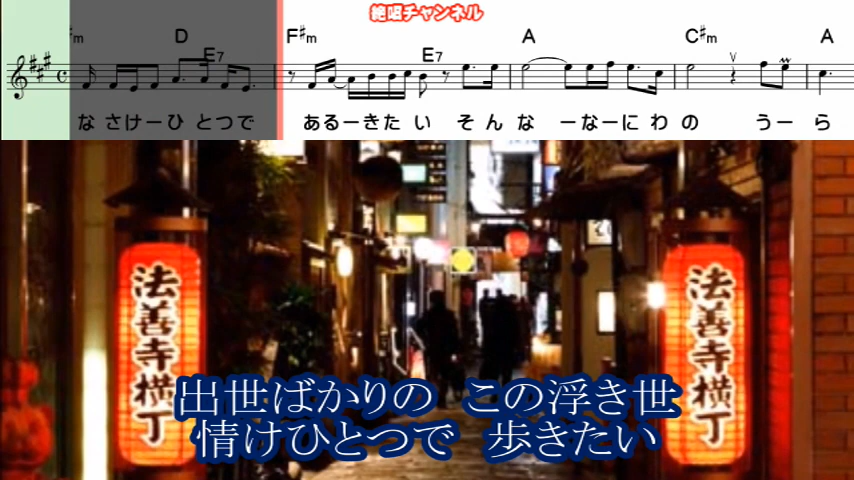 絶唱チャンネル
#m D E7 F#m E7 A C#m A
な さけーひ とつで あるーきた い そ ん な ーなーに わ の うー ら
法善寺横丁
法善寺横丁
出世ばかりの この浮き世
情けひとつで 歩きたい